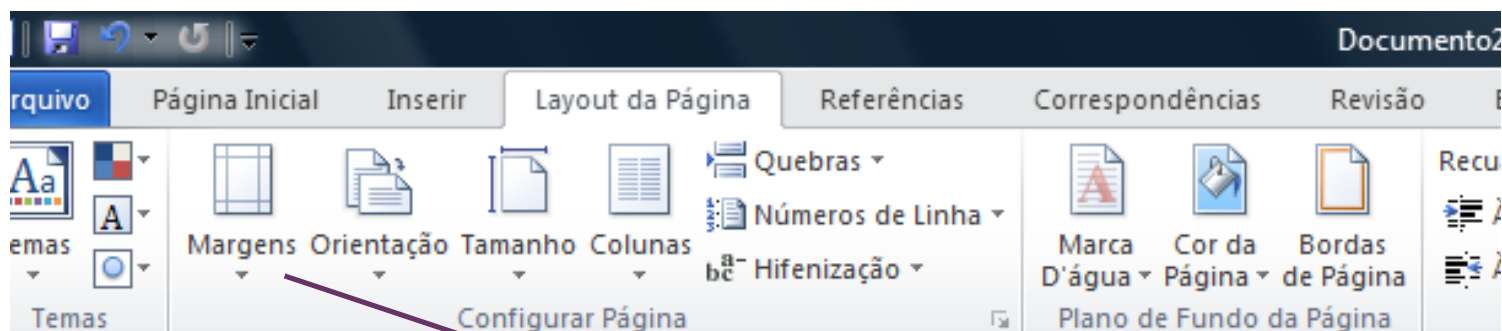 Documento2
rquivo Página Inicial Inserir Layout da Página Referências Correspondências Revisão
Aa
A
emas
Margens Orientação Tamanho Colunas
Quebras
Números de Linha
Hifenização
A
Marca D'água
Cor da Página
Bordas de Página
Recu
À
À
Temas Configurar Página Plano de Fundo da Página